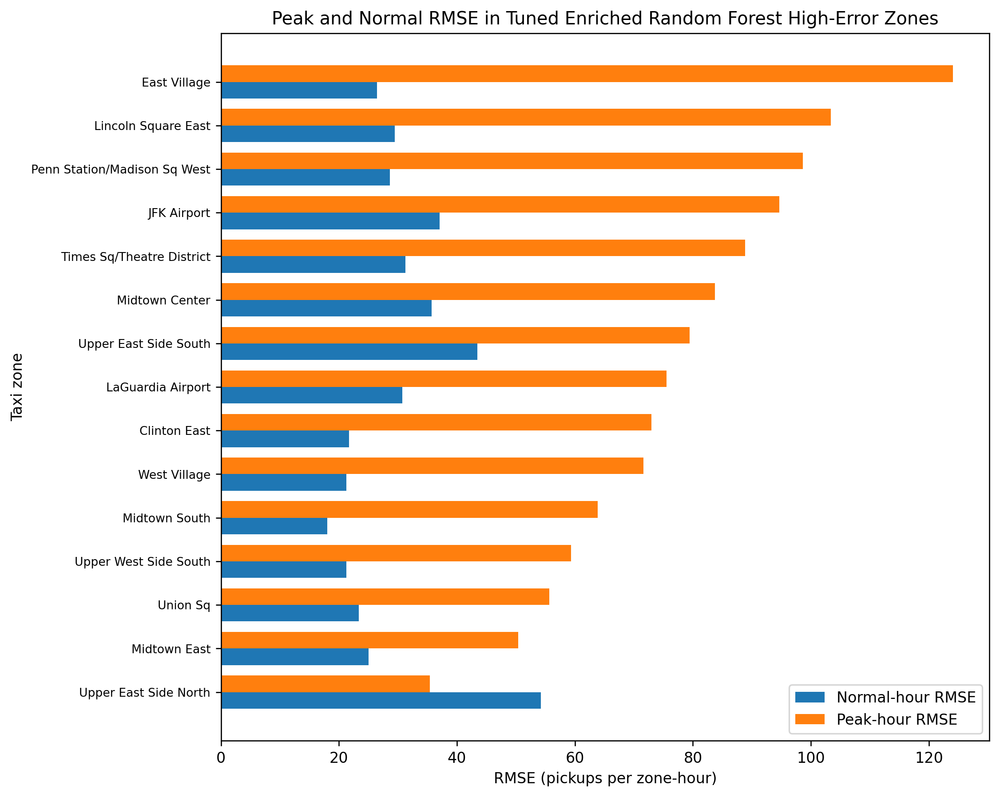 Peak and Normal RMSE in Tuned Enriched Random Forest High-Error Zones
Taxi zone
East Village
Lincoln Square East
Penn Station/Madison Sq West
JFK Airport
Times Sq/Theatre District
Midtown Center
Upper East Side South
LaGuardia Airport
Clinton East
West Village
Midtown South
Upper West Side South
Union Sq
Midtown East
Upper East Side North
Normal-hour RMSE
Peak-hour RMSE
0 20 40 60 80 100 120
RMSE (pickups per zone-hour)